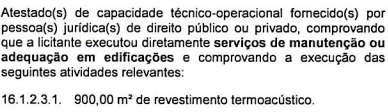 Atestado(s) de capacidade técnico-operacional fornecido(s) por
pessoa(s) jurídica(s) de direito público ou privado, comprovando
que a licitante executou diretamente serviços de manutenção ou
adequação em edificações e comprovando a execução das
seguintes atividades relevantes:
16.1.2.3.1. 900,00 m² de revestimento termoacústico.